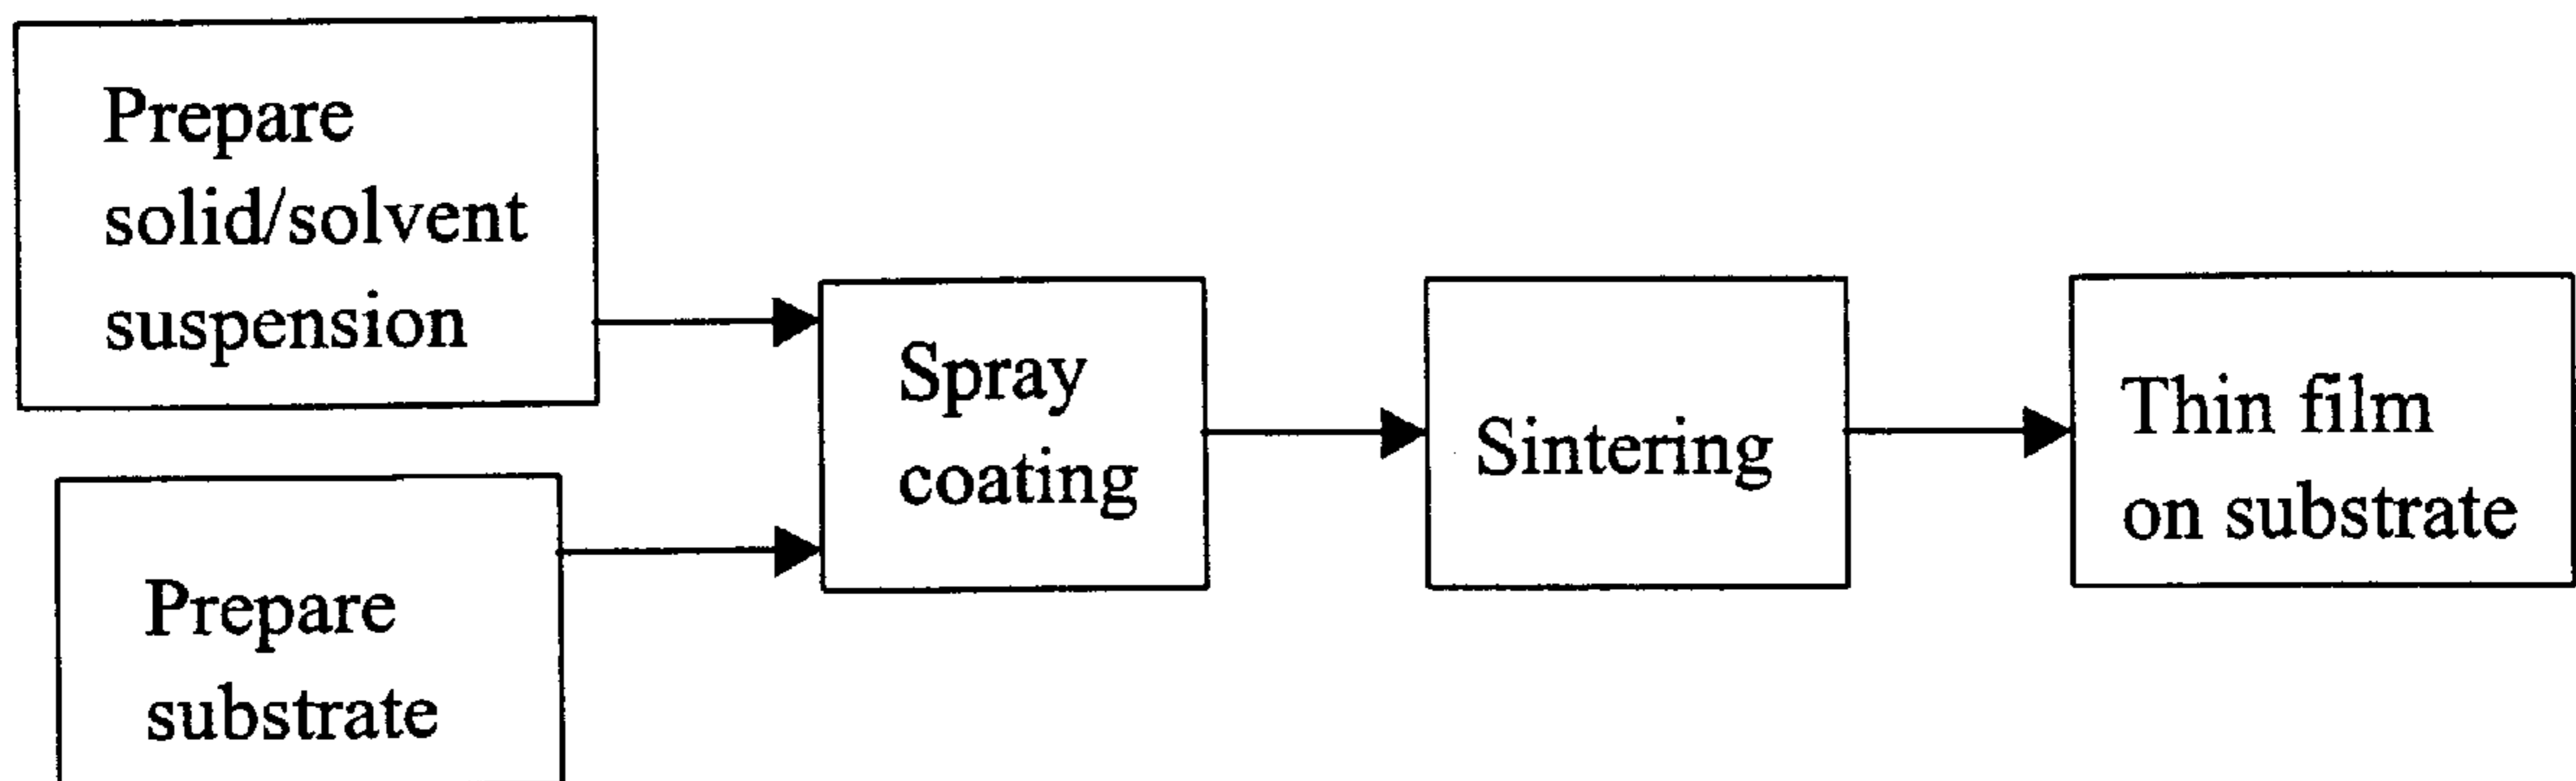 Prepare
solid/solvent
suspension
Prepare
substrate
Spray
coating
Sintering
Thin film
on substrate